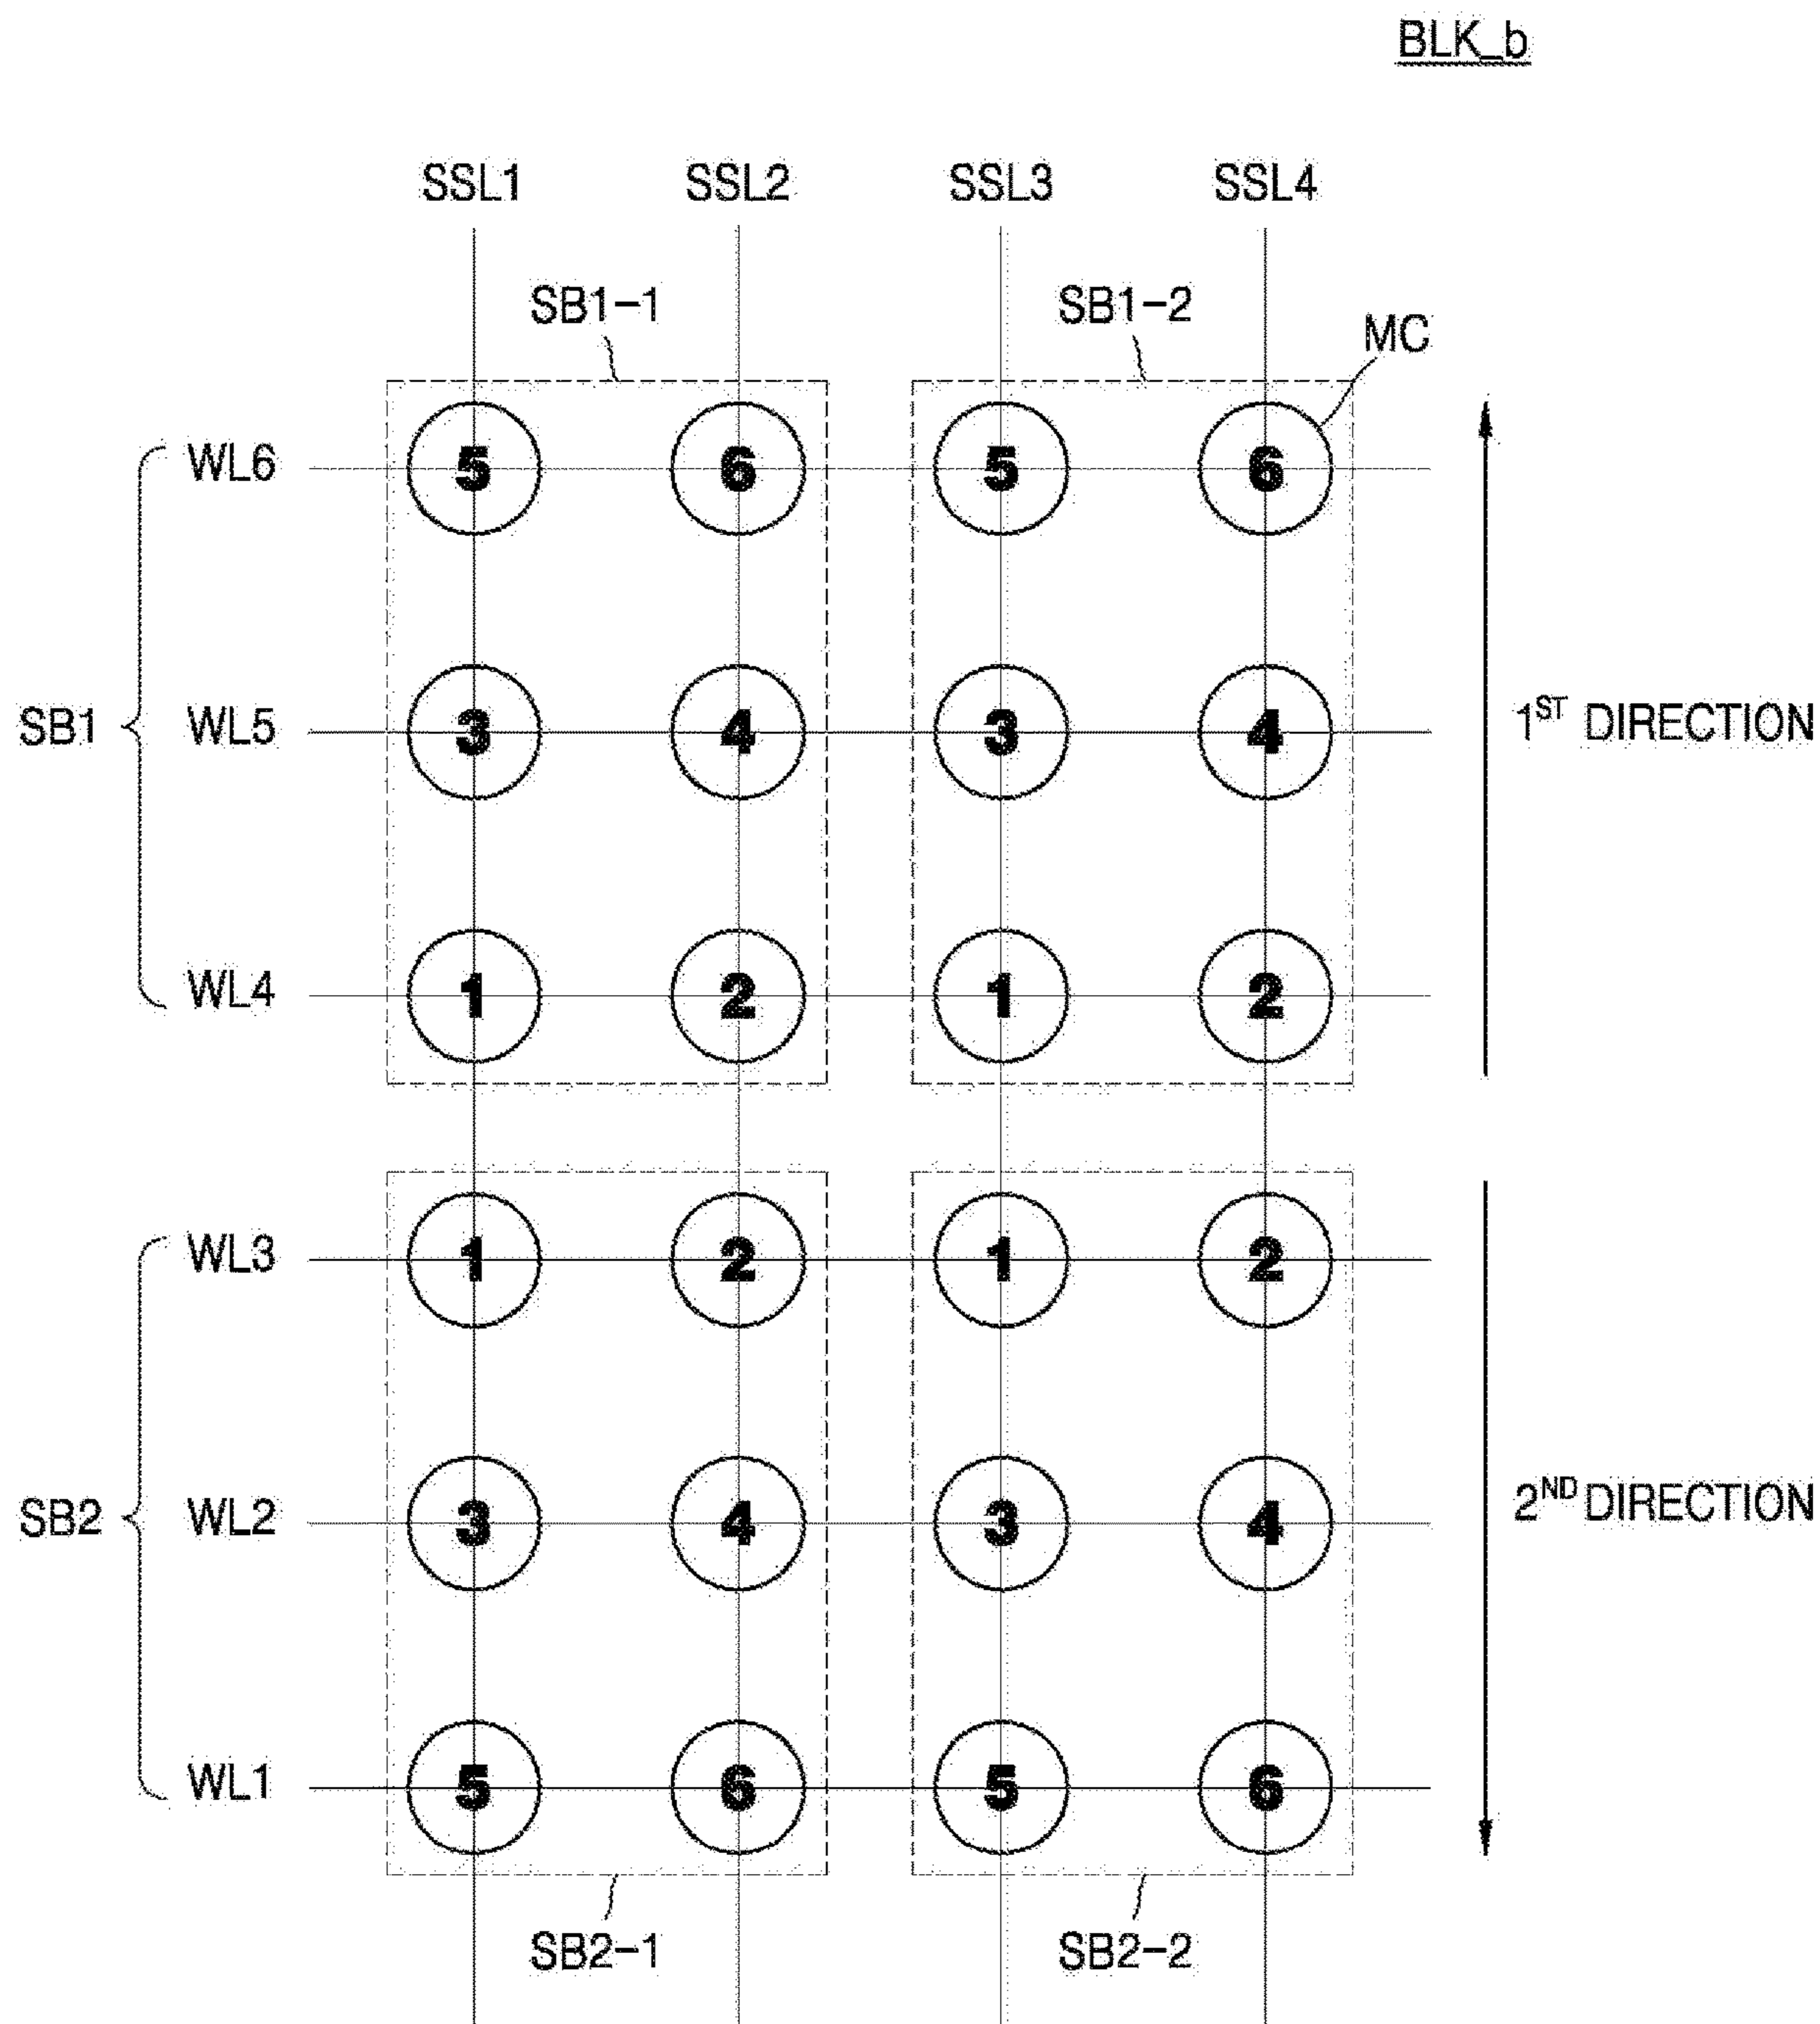 BLK_b
SSL1 SSL2 SSL3 SSL4
SB1-1 SB1-2
MC
WL6 5 6 5 6
SB1 WL5 3 4 3 4 1ST DIRECTION
WL4 1 2 1 2
WL3 1 2 1 2
SB2 WL2 3 4 3 4 2ND DIRECTION
WL1 5 6 5 6
SB2-1 SB2-2